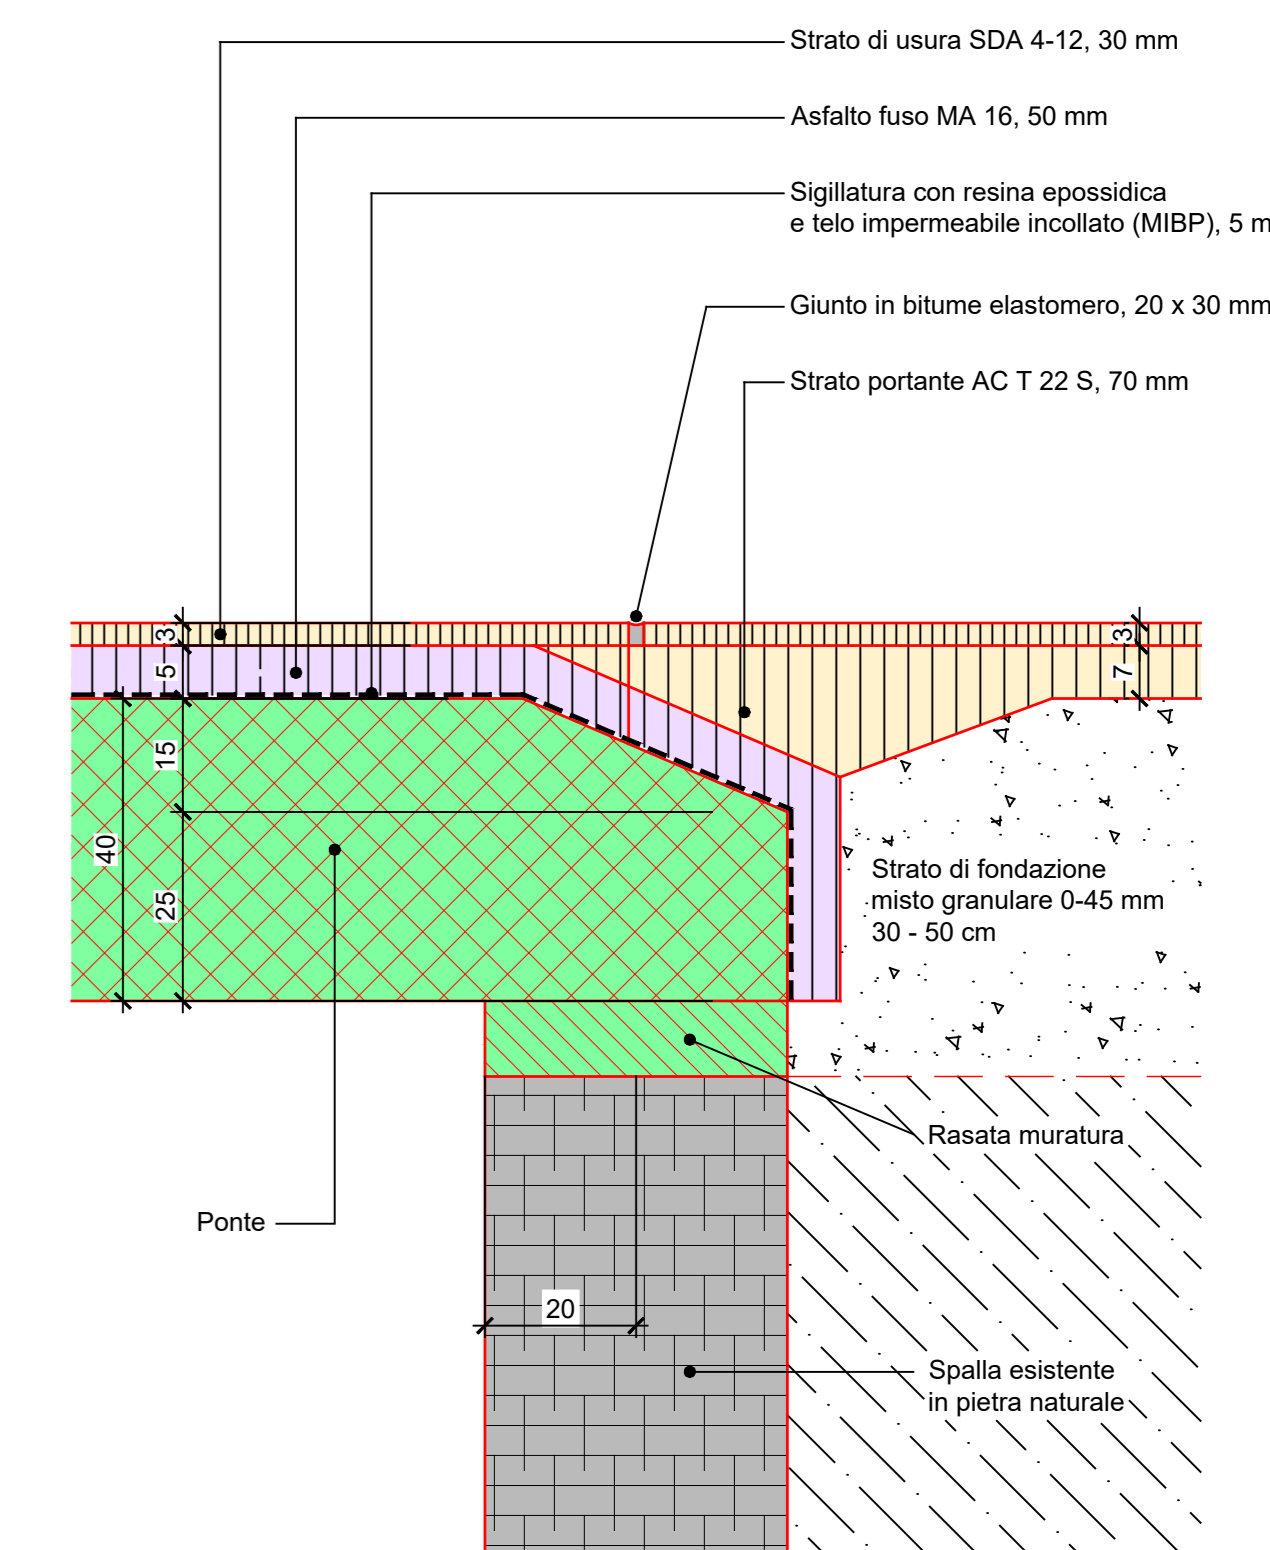 Strato di usura SDA 4-12, 30 mm
Asfalto fuso MA 16, 50 mm
Sigillatura con resina epossidica
e telo impermeabile incollato (MIBP), 5 m
Giunto in bitume elastomero, 20 x 30 mm
Strato portante AC T 22 S, 70 mm
3
3
5
7
15
40
25
Strato di fondazione
misto granulare 0-45 mm
30 - 50 cm
Rasata muratura
Ponte
20
Spalla esistente
in pietra naturale